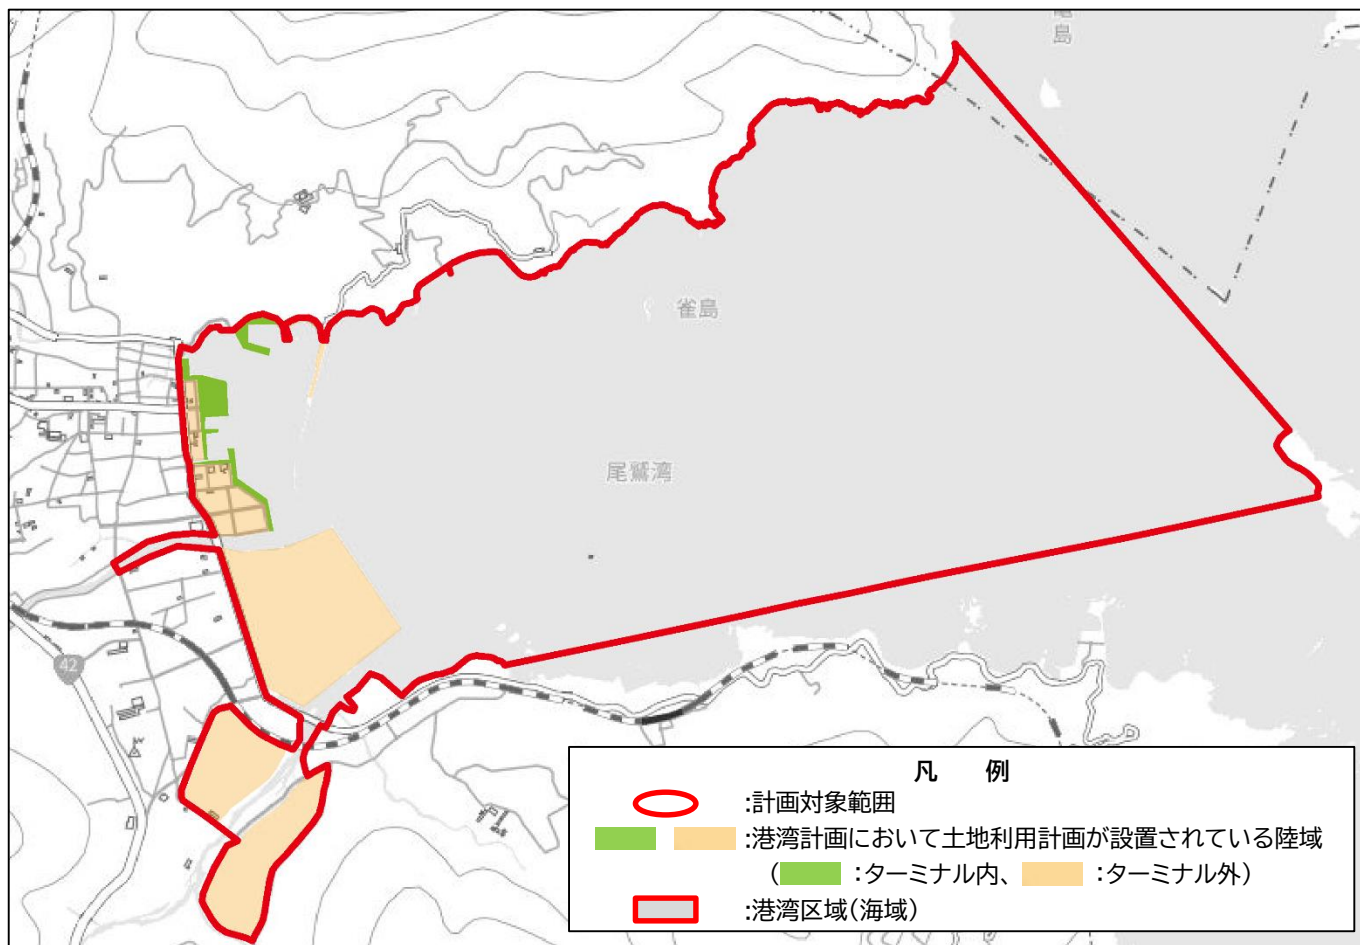 島
雀島
尾鷲湾
42
凡 例
:計画対象範囲
:港湾計画において土地利用計画が設置されている陸域
( :ターミナル内、 :ターミナル外)
:港湾区域(海域)